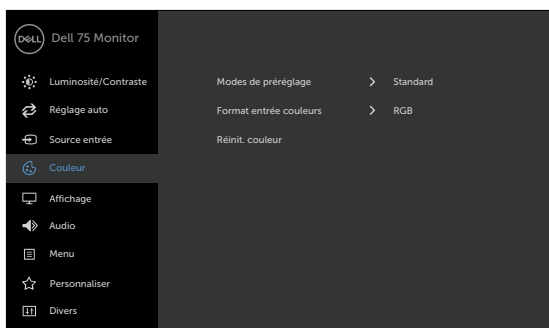 DELL Dell 75 Monitor
Luminosité/Contraste
Réglage auto
Source entrée
Couleur
Affichage
Audio
Menu
Personnaliser
Divers
Modes de préréglage > Standard
Format entrée couleurs > RGB
Réinit. couleur